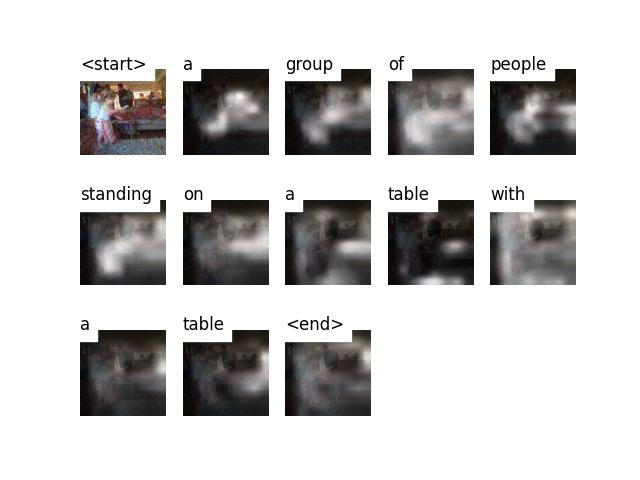 <start> a group of people
standing on a table with
a table <end>